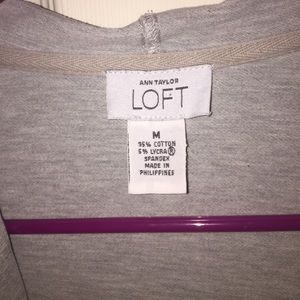 ANN TAYLOR
LOFT
M
95% COTTON
5% LYCRA®
SPANDEX
MADE IN
PHILIPPINES